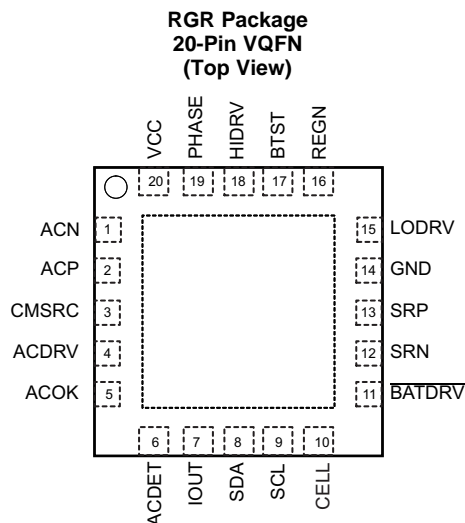 RGR Package
20-Pin VQFN
(Top View)
VCC
PHASE
HIDRV
BTST
REGN
20 19 18 17 16
ACN 1 15 LODRV
ACP 2 14 GND
CMSRC 3 13 SRP
ACDRV 4 12 SRN
ACOK 5 11 BATDRV
6 7 8 9 10
ACDET
IOUT
SDA
SCL
CELL